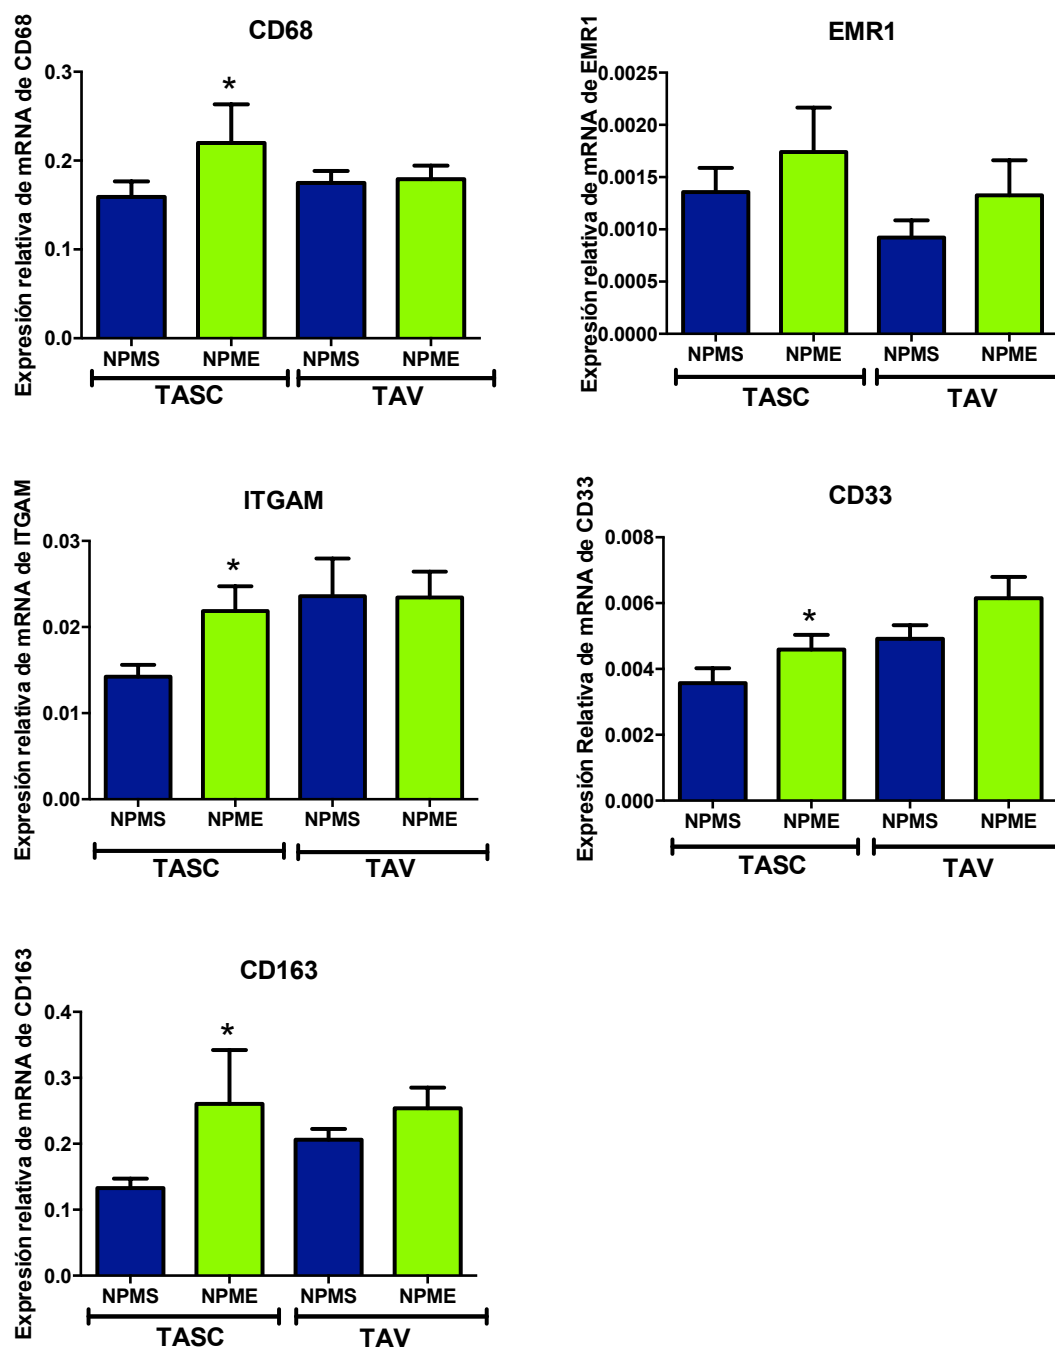 CD68
Expresión relativa de mRNA de CD68
0.3
*
0.2
0.1
0.0
NPMS NPME NPMS NPME
TASC TAV
EMR1
Expresión relativa de mRNA de EMR1
0.0025
0.0020
0.0015
0.0010
0.0005
0.0000
NPMS NPME NPMS NPME
TASC TAV
ITGAM
Expresión relativa de mRNA de ITGAM
0.03
*
0.02
0.01
0.00
NPMS NPME NPMS NPME
TASC TAV
CD33
Expresión Relativa de mRNA de CD33
0.008
0.006
*
0.004
0.002
0.000
NPMS NPME NPMS NPME
TASC TAV
CD163
Expresión relativa de mRNA de CD163
0.4
*
0.3
0.2
0.1
0.0
NPMS NPME NPMS NPME
TASC TAV